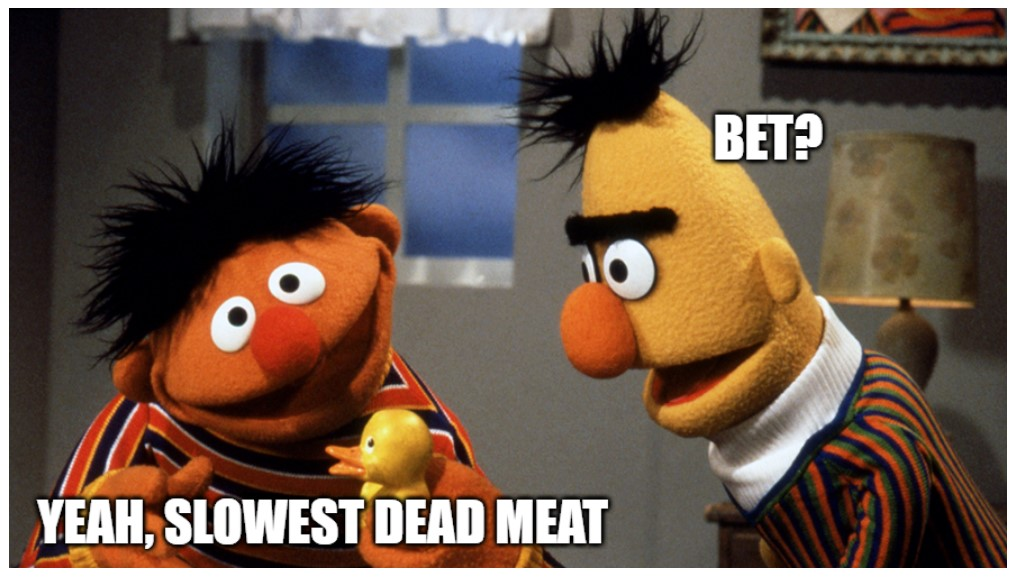 BET?
YEAH, SLOWEST DEAD MEAT